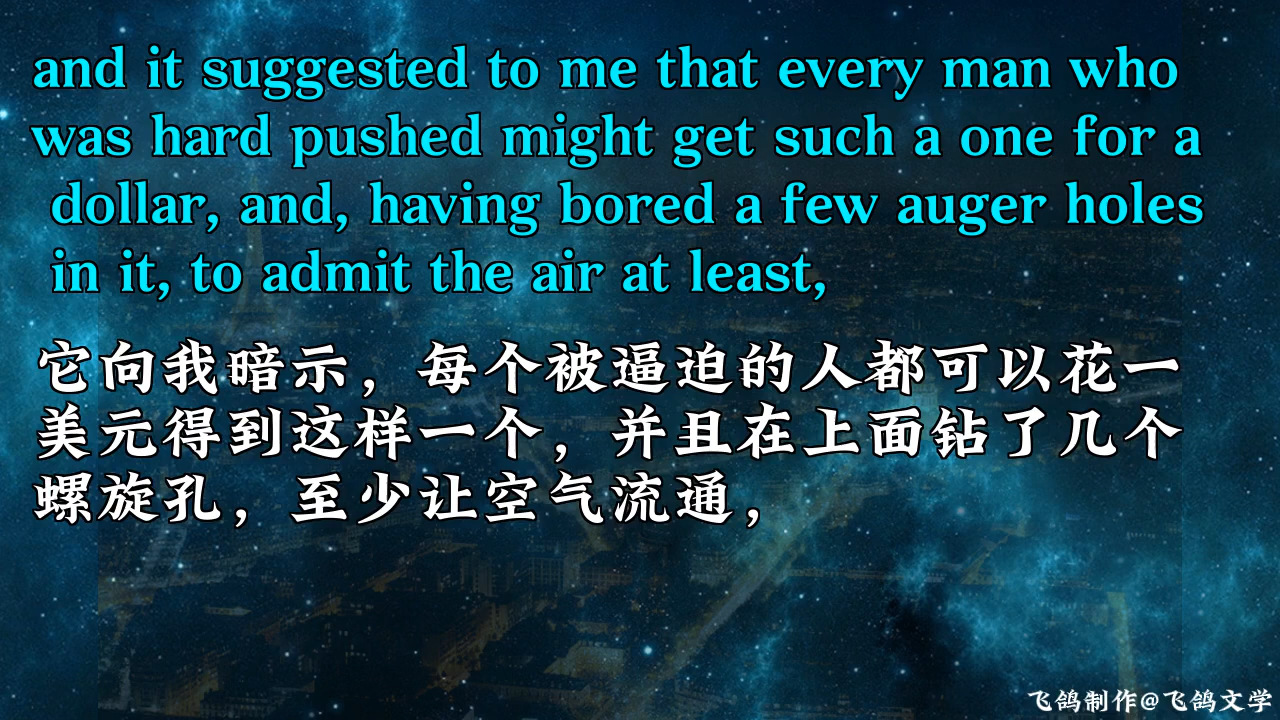 and it suggested to me that every man who
was hard pushed might get such a one for a
dollar, and, having bored a few auger holes
in it, to admit the air at least,
它向我暗示，每个被逼迫的人都可以花一
美元得到这样一个，并且在上面钻了几个
螺旋孔，至少让空气流通，
飞鸽制作@飞鸽文学